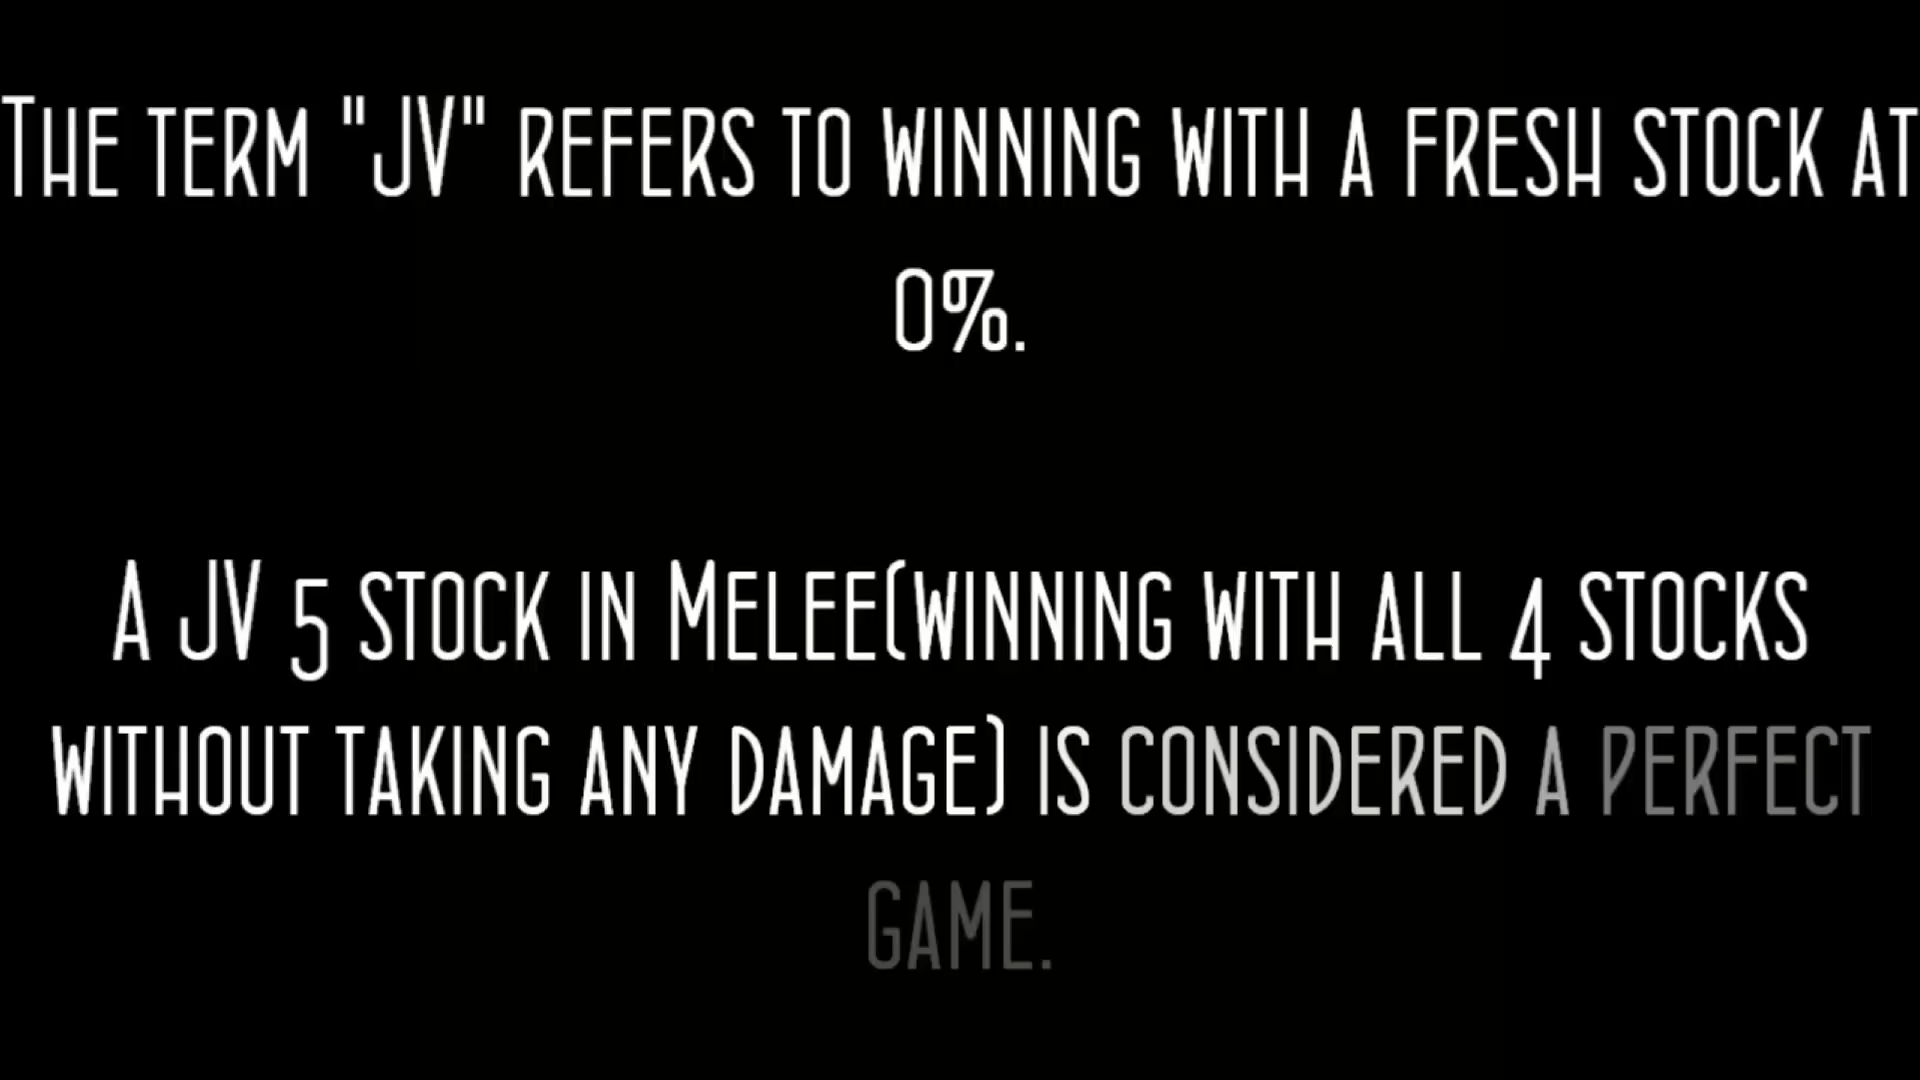 The term "JV" refers to winning with a fresh stock at
0%.
A JV 5 stock in Melee(winning with all 4 stocks
without taking any damage) is considered a perfect
game.